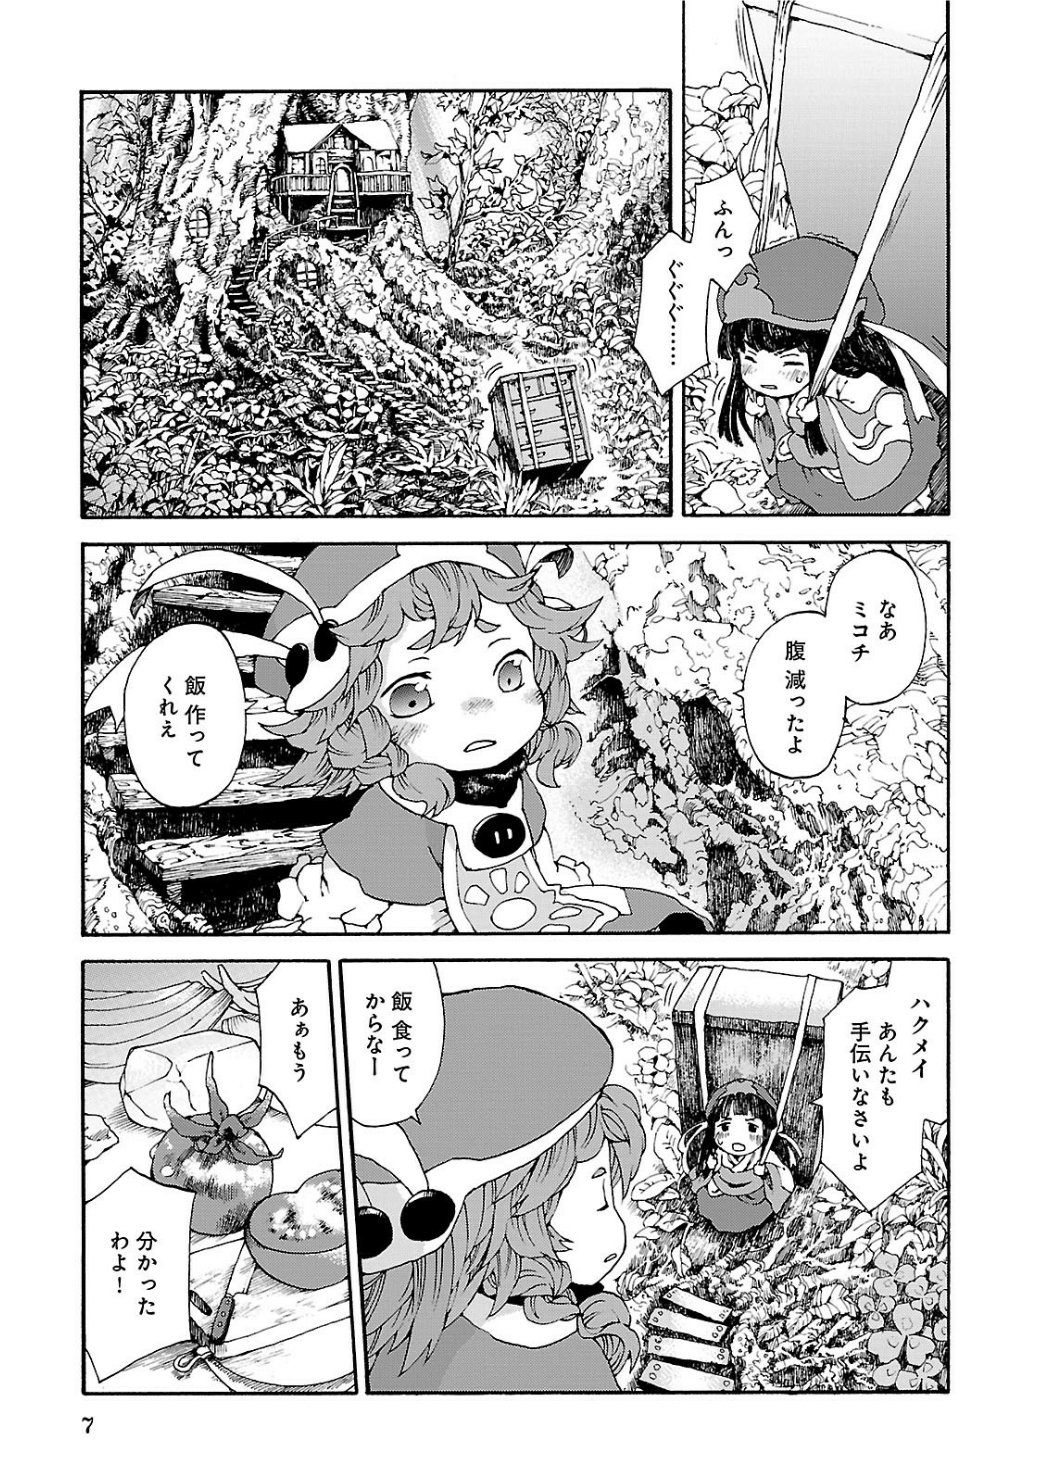 ふんっ
ぐぐぐ……
なあ
ミコチ
腹減ったよ
飯作って
くれえ
ハクメイ
あんたも
手伝いなさいよ
飯食って
からなー
あぁもう
分かった
わよ！
7